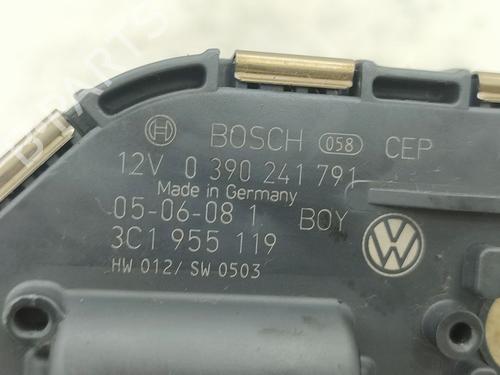 BOSCH 058 CEP
12V 0 390 241 791
Made in Germany
05-06-08 1 BOY
3C1 955 119
HW 012/ SW 0503